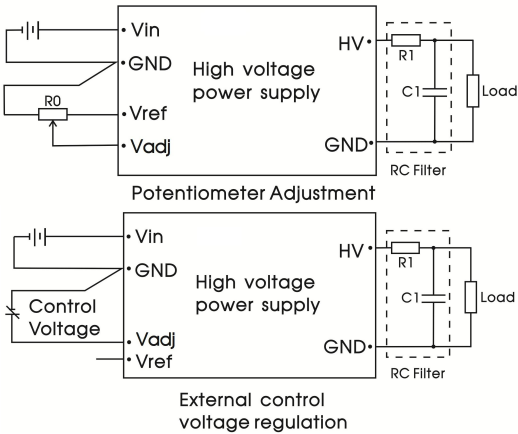 Vin
HV
GND
R1
High voltage
power supply
C1
Load
R0
Vref
Vadj
GND
RC Filter
Potentiometer Adjustment
Vin
HV
GND
R1
High voltage
power supply
C1
Load
Control
Voltage
Vadj
GND
Vref
RC Filter
External control
voltage regulation